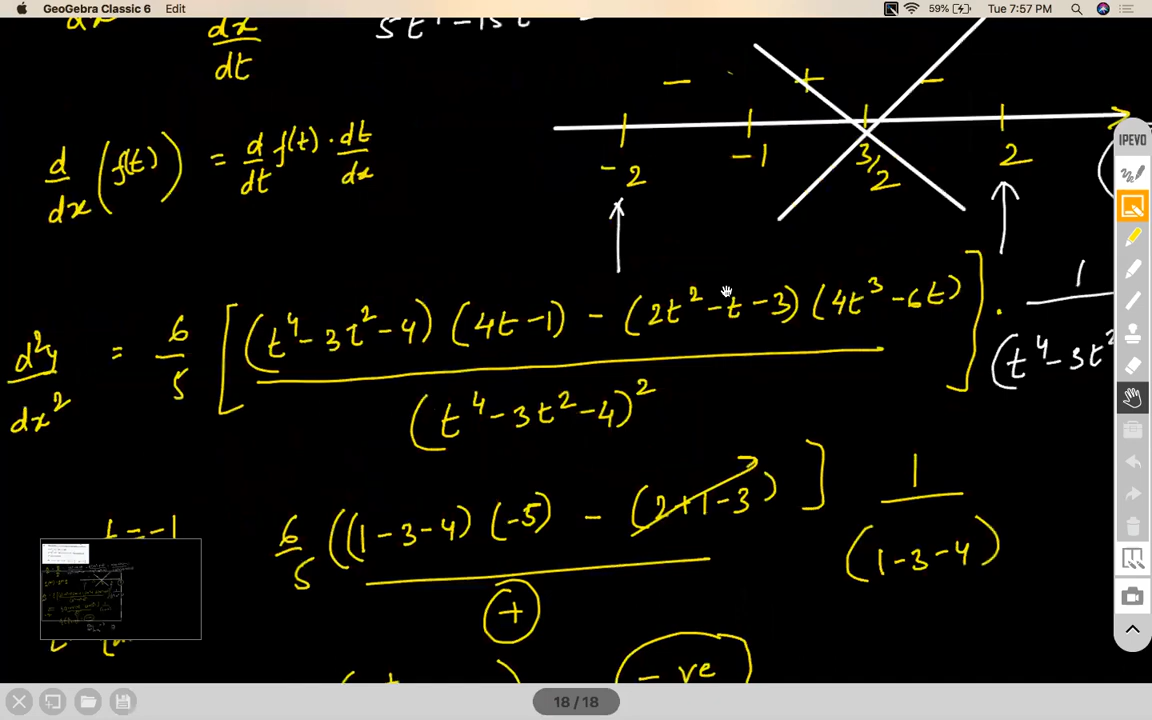 GeoGebra Classic 6 Edit 59% Tue 7:57 PM
dx/dt 5t⁴ - 15t
- + -
-2 -1 3/2 2
d/dx (f(t)) = d/dt f(t) · dt/dx
IPEVO
d²y/dx² = 6/5 [ (t⁴-3t²-4) (4t-1) - (2t²-t-3) (4t³-6t) / (t⁴-3t²-4)² ] · 1/(t⁴-3t²
t = -1 6/5 ((1-3-4) (-5) - (2+1-3) ] / + 1/(1-3-4)
-ve
18 / 18